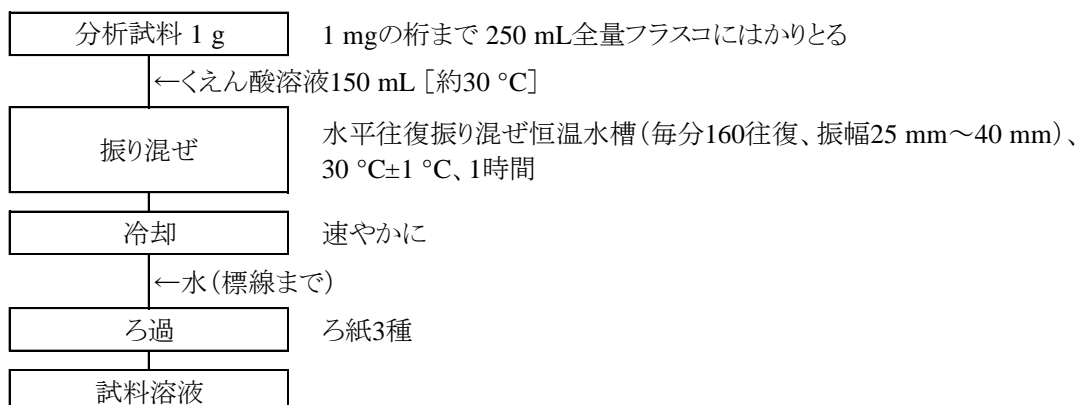 分析試料 1 g
1 mgの桁まで 250 mL全量フラスコにはかりとる
←くえん酸溶液150 mL [約30 °C]
振り混ぜ
水平往復振り混ぜ恒温水槽(毎分160往復、振幅25 mm~40 mm)、
30 °C±1 °C、1時間
冷却
速やかに
←水(標線まで)
ろ過
ろ紙3種
試料溶液